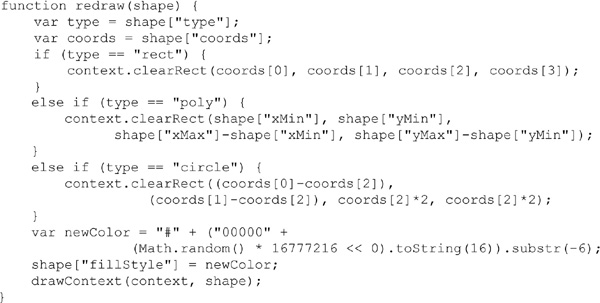 function redraw(shape) {
    var type = shape["type"];
    var coords = shape["coords"];
    if (type == "rect") {
        context.clearRect(coords[0], coords[1], coords[2], coords[3]);
    }
    else if (type == "poly") {
        context.clearRect(shape["xMin"], shape["yMin"],
              shape["xMax"]-shape["xMin"], shape["yMax"]-shape["yMin"]);
    }
    else if (type == "circle") {
        context.clearRect((coords[0]-coords[2]),
                  (coords[1]-coords[2]), coords[2]*2, coords[2]*2);
    }
    var newColor = "#" + ("00000" +
                (Math.random() * 16777216 << 0).toString(16)).substr(-6);
    shape["fillStyle"] = newColor;
    drawContext(context, shape);
}